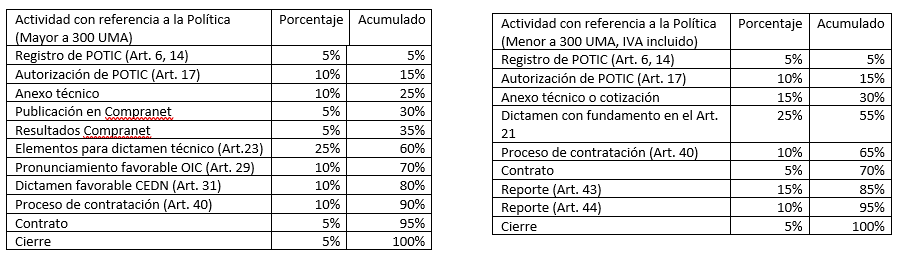 Actividad con referencia a la Política Porcentaje Acumulado
(Mayor a 300 UMA)
Registro de POTIC (Art. 6, 14) 5% 5%
Autorización de POTIC (Art. 17) 10% 15%
Anexo técnico 10% 25%
Publicación en Compranet 5% 30%
Resultados Compranet 5% 35%
Elementos para dictamen técnico (Art.23) 25% 60%
Pronunciamiento favorable OIC (Art. 29) 10% 70%
Dictamen favorable CEDN (Art. 31) 10% 80%
Proceso de contratación (Art. 40) 10% 90%
Contrato 5% 95%
Cierre 5% 100%
Actividad con referencia a la Política Porcentaje Acumulado
(Menor a 300 UMA, IVA incluido)
Registro de POTIC (Art. 6, 14) 5% 5%
Autorización de POTIC (Art. 17) 10% 15%
Anexo técnico o cotización 15% 30%
Dictamen con fundamento en el Art. 25% 55%
21
Proceso de contratación (Art. 40) 10% 65%
Contrato 5% 70%
Reporte (Art. 43) 15% 85%
Reporte (Art. 44) 10% 95%
Cierre 5% 100%